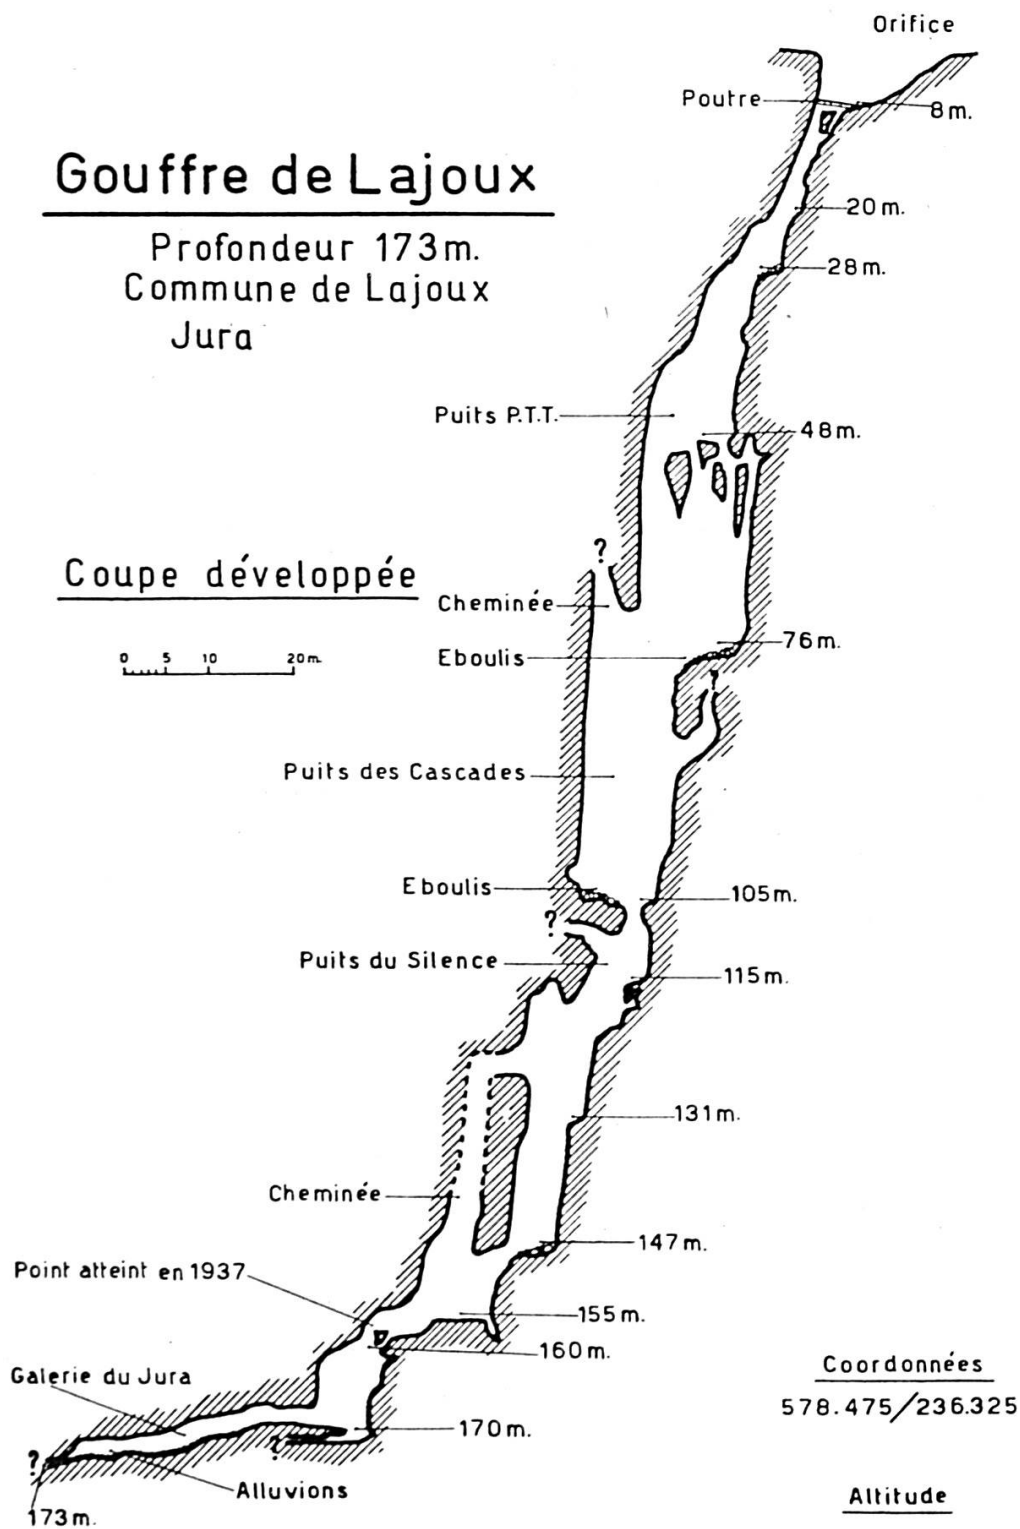 Orifice
Poutre
8m.
Gouffre de Lajoux
Profondeur 173m.
Commune de Lajoux
Jura
20m.
28m.
Puits P.T.T.
48m.
?
Coupe développée
Cheminée
0 5 10 20m.
76m.
Eboulis
Puits des Cascades
Eboulis
105m.
?
Puits du Silence
115m.
131m.
Cheminée
147m.
Point atteint en 1937
155m.
160m.
Galerie du Jura
Coordonnées
578.475/236.325
170m.
?
?
Alluvions
173m.
Altitude